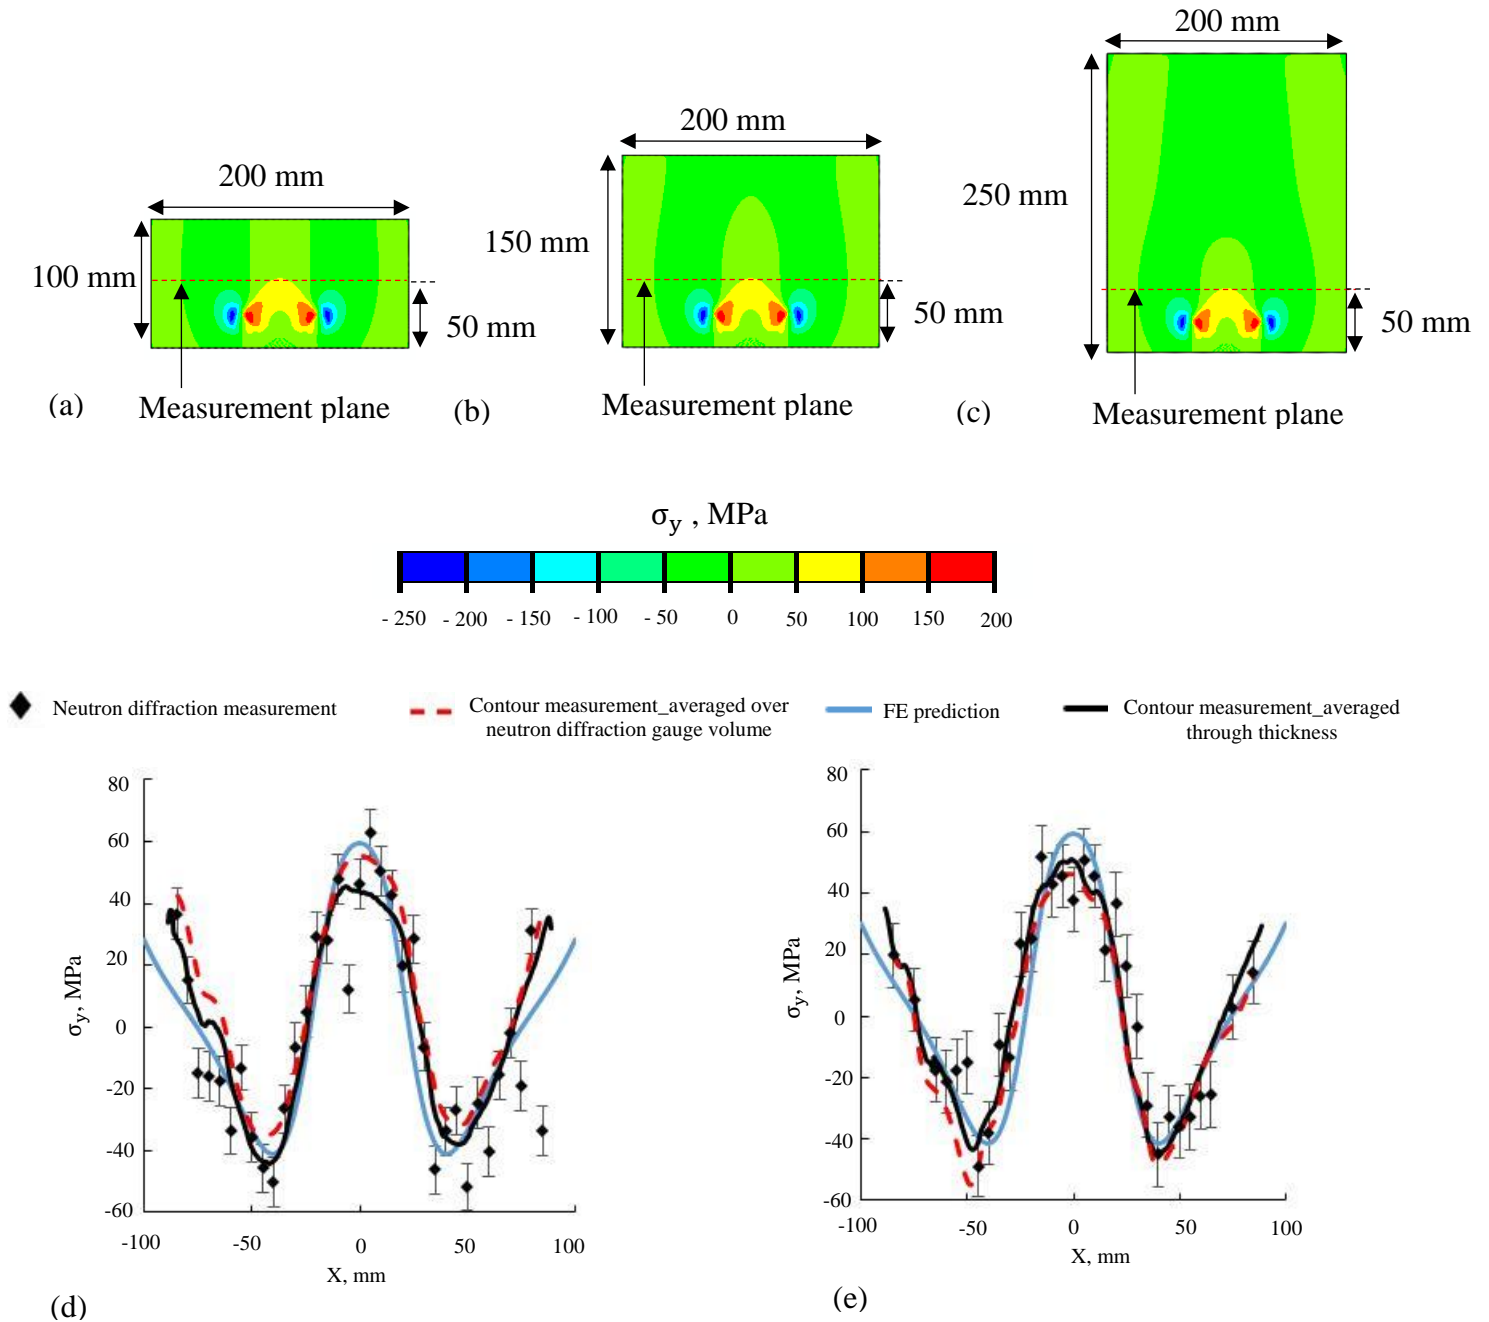 200 mm
200 mm
200 mm
100 mm
150 mm
250 mm
50 mm
50 mm
50 mm
(a)
Measurement plane
(b)
Measurement plane
(c)
Measurement plane
σy , MPa
- 250 - 200 - 150 - 100 - 50 0 50 100 150 200
Neutron diffraction measurement
Contour measurement_averaged over
neutron diffraction gauge volume
FE prediction
Contour measurement_averaged
through thickness
80
60
40
20
0
-20
-40
-60
σy, MPa
-100 -50 0 50 100
X, mm
(d)
80
60
40
20
0
-20
-40
-60
σy, MPa
-100 -50 0 50 100
X, mm
(e)